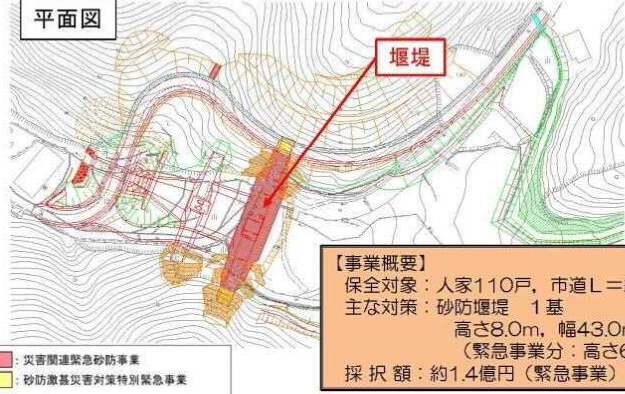 平面図
堰堤
【事業概要】
保全対象：人家110戸，市道L＝
主な対策：砂防堰堤　1基
高さ8.0m，幅43.0m
（緊急事業分：高さ6
採 択 額：約1.4億円（緊急事業）
：災害関連緊急砂防事業
：砂防激甚災害対策特別緊急事業